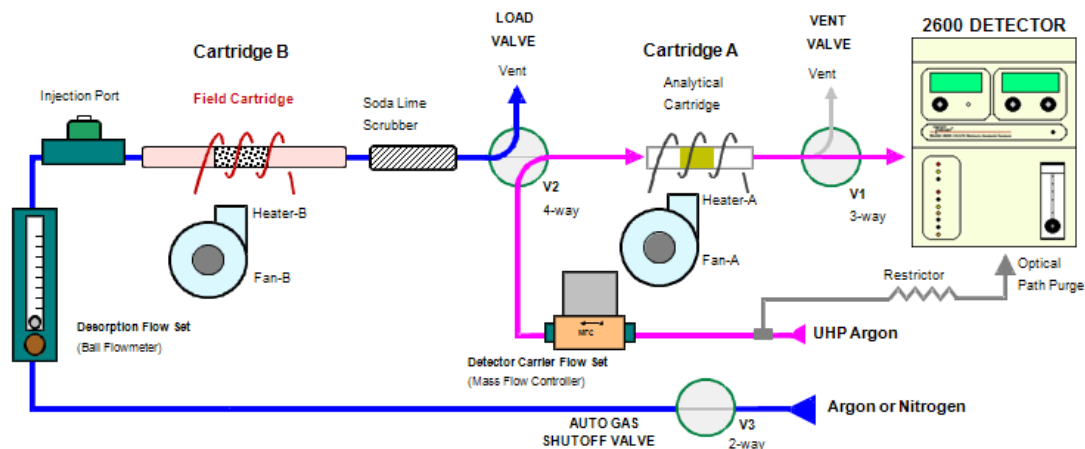 LOAD
VALVE
VENT
VALVE
2600 DETECTOR
Cartridge B
Cartridge A
Vent
Vent
Injection Port
Field Cartridge
Soda Lime
Scrubber
Analytical
Cartridge
V2
4-way
V1
3-way
Heater-B
Heater-A
Fan-B
Fan-A
Restrictor
Optical
Path Purge
Desorption Flow Set
(Ball Flowmeter)
MFC
UHP Argon
Detector Carrier Flow Set
(Mass Flow Controller)
Argon or Nitrogen
AUTO GAS
SHUTOFF VALVE
V3
2-way